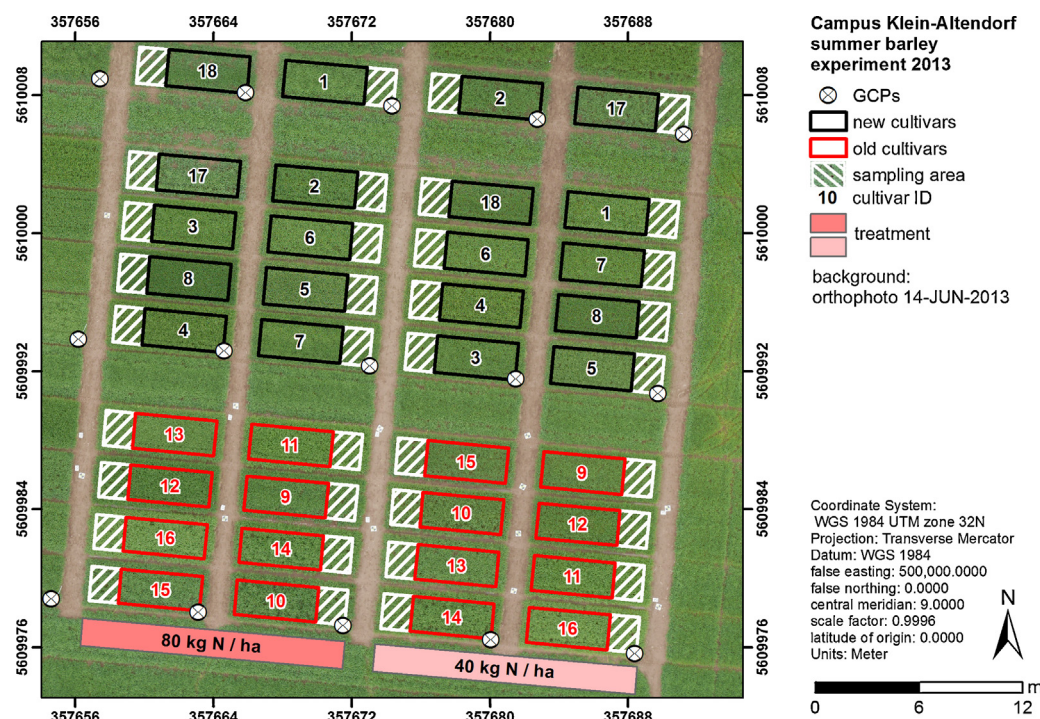 357656 357664 357672 357680 357688
Campus Klein-Altendorf
summer barley
experiment 2013
GCPs
new cultivars
old cultivars
sampling area
10 cultivar ID
treatment
background:
orthophoto 14-JUN-2013
5610008 5610008
5610000 5610000
5609992 5609992
5609984 5609984
5609976 5609976
18 1 2 17
17 2 18 1
3 6 6 7
8 5 4 8
4 7 3 5
13 11 15 9
12 9 10 12
16 14 13 11
15 10 14 16
80 kg N / ha
40 kg N / ha
Coordinate System:
WGS 1984 UTM zone 32N
Projection: Transverse Mercator
Datum: WGS 1984
false easting: 500,000.0000
false northing: 0.0000
central meridian: 9.0000
scale factor: 0.9996
latitude of origin: 0.0000
Units: Meter
N
m
0 6 12
357656 357664 357672 357680 357688